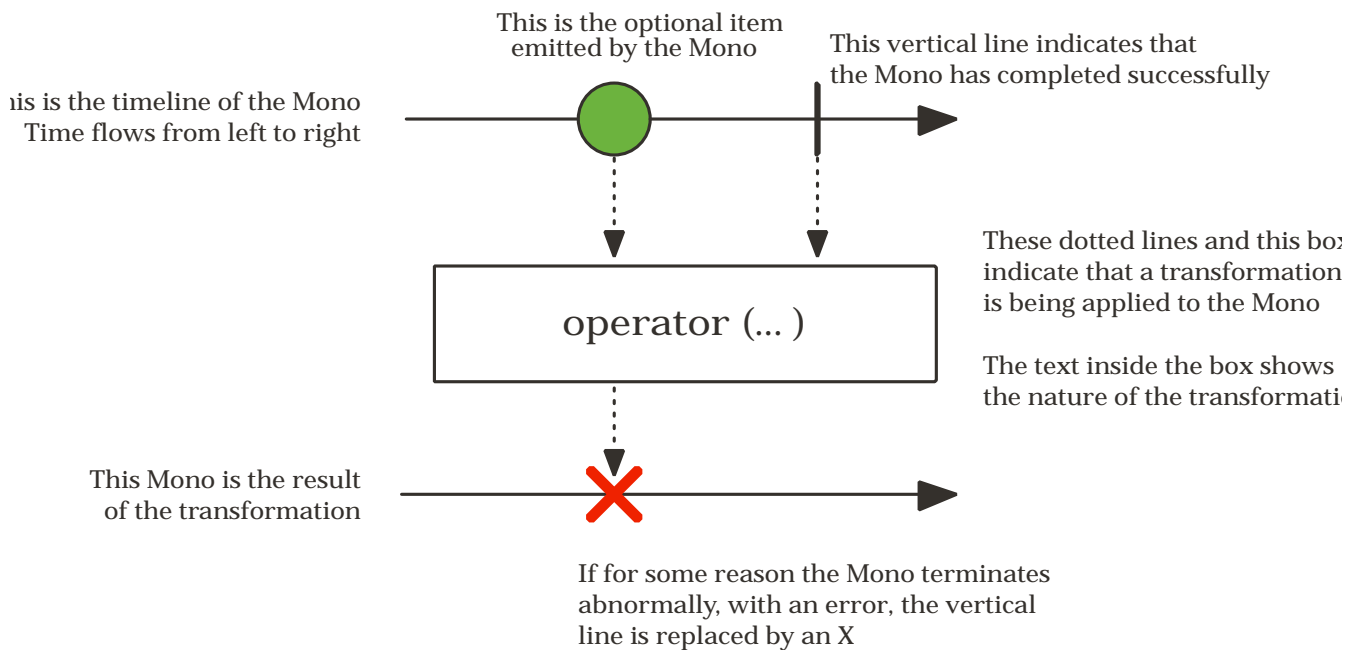 This is the optional item
emitted by the Mono
This vertical line indicates that
the Mono has completed successfully
is the timeline of the Mono
Time flows from left to right
These dotted lines and this
indicate that a transformation
is being applied to the Mono
operator (... )
The text inside the box shows
the nature of the
This Mono is the result
of the transformation
If for some reason the Mono terminates
abnormally, with an error, the vertical
line is replaced by an X